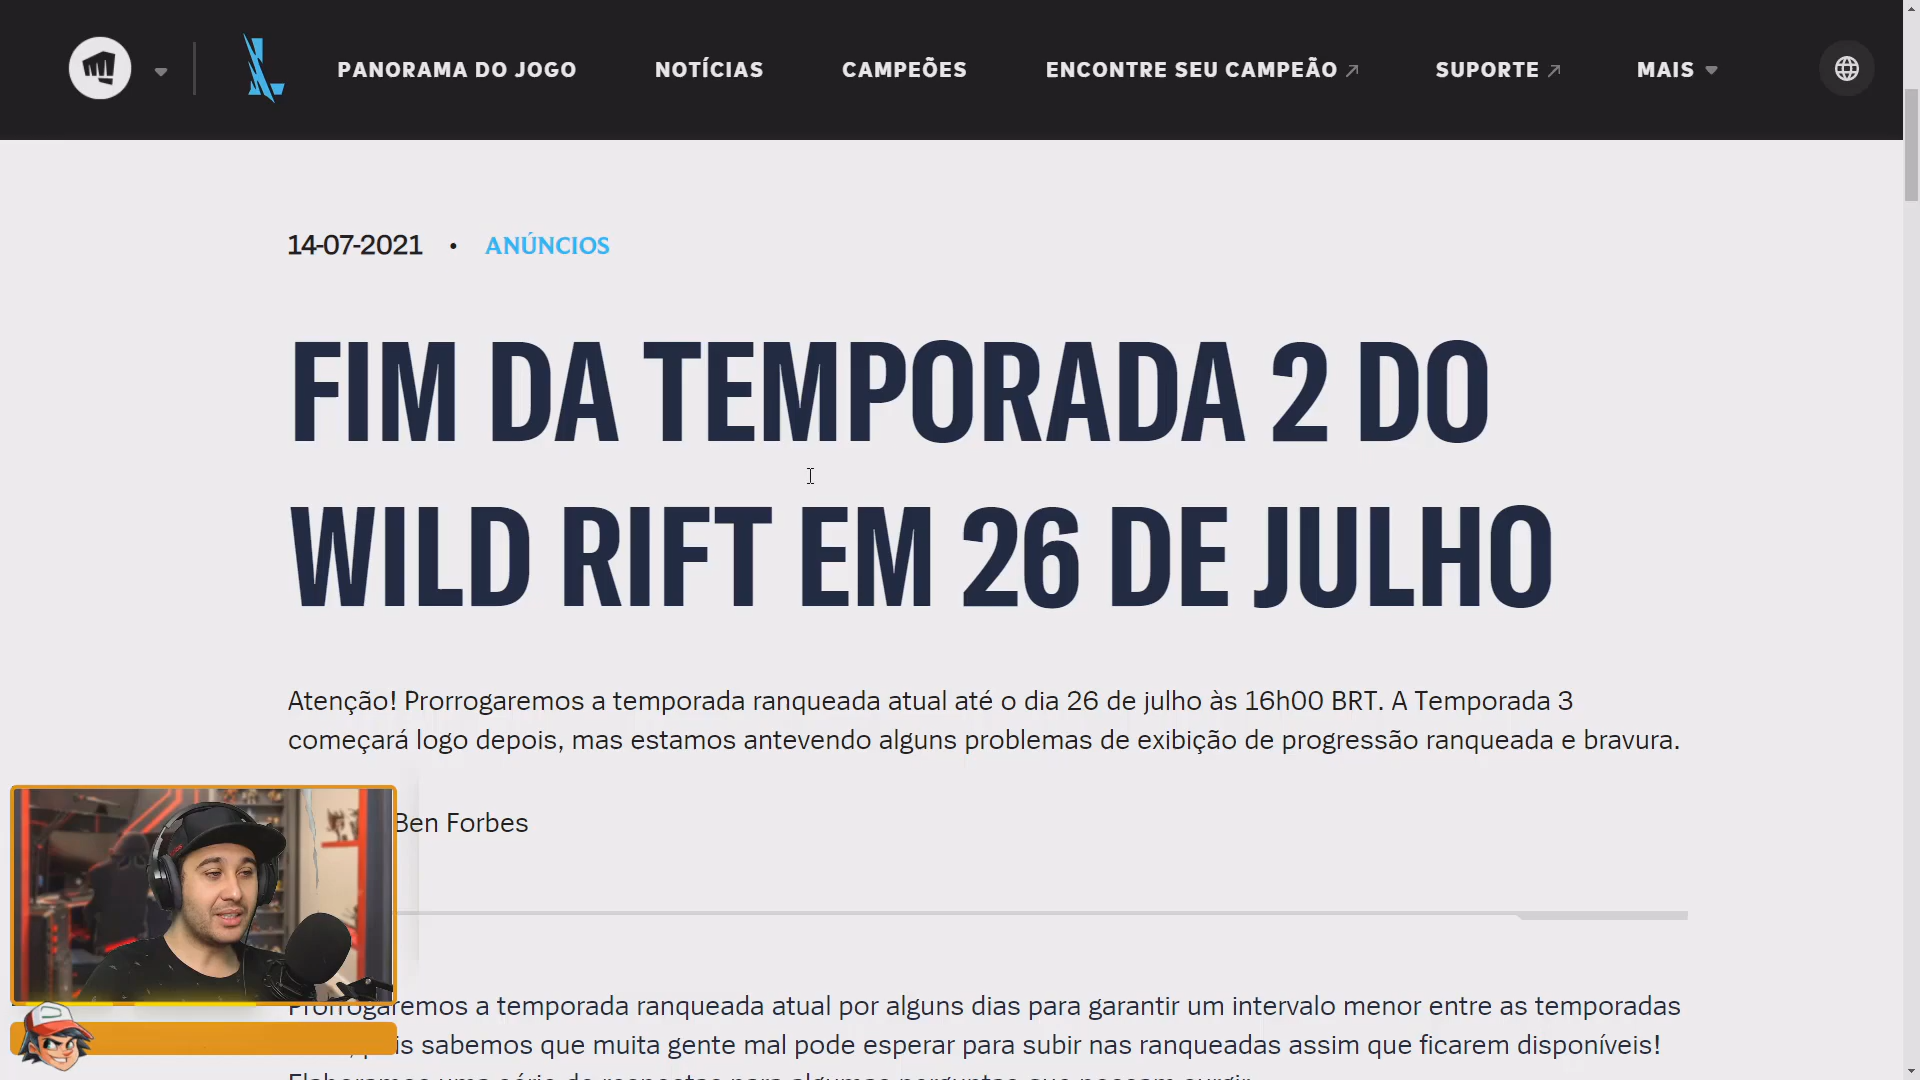 PANORAMA DO JOGO NOTÍCIAS CAMPEÕES ENCONTRE SEU CAMPEÃO SUPORTE MAIS
14-07-2021 • ANÚNCIOS
FIM DA TEMPORADA 2 DO
WILD RIFT EM 26 DE JULHO
Atenção! Prorrogaremos a temporada ranqueada atual até o dia 26 de julho às 16h00 BRT. A Temporada 3
começará logo depois, mas estamos antevendo alguns problemas de exibição de progressão ranqueada e bravura.
Ben Forbes
Prorrogaremos a temporada ranqueada atual por alguns dias para garantir um intervalo menor entre as temporadas
sabemos que muita gente mal pode esperar para subir nas ranqueadas assim que ficarem disponíveis!